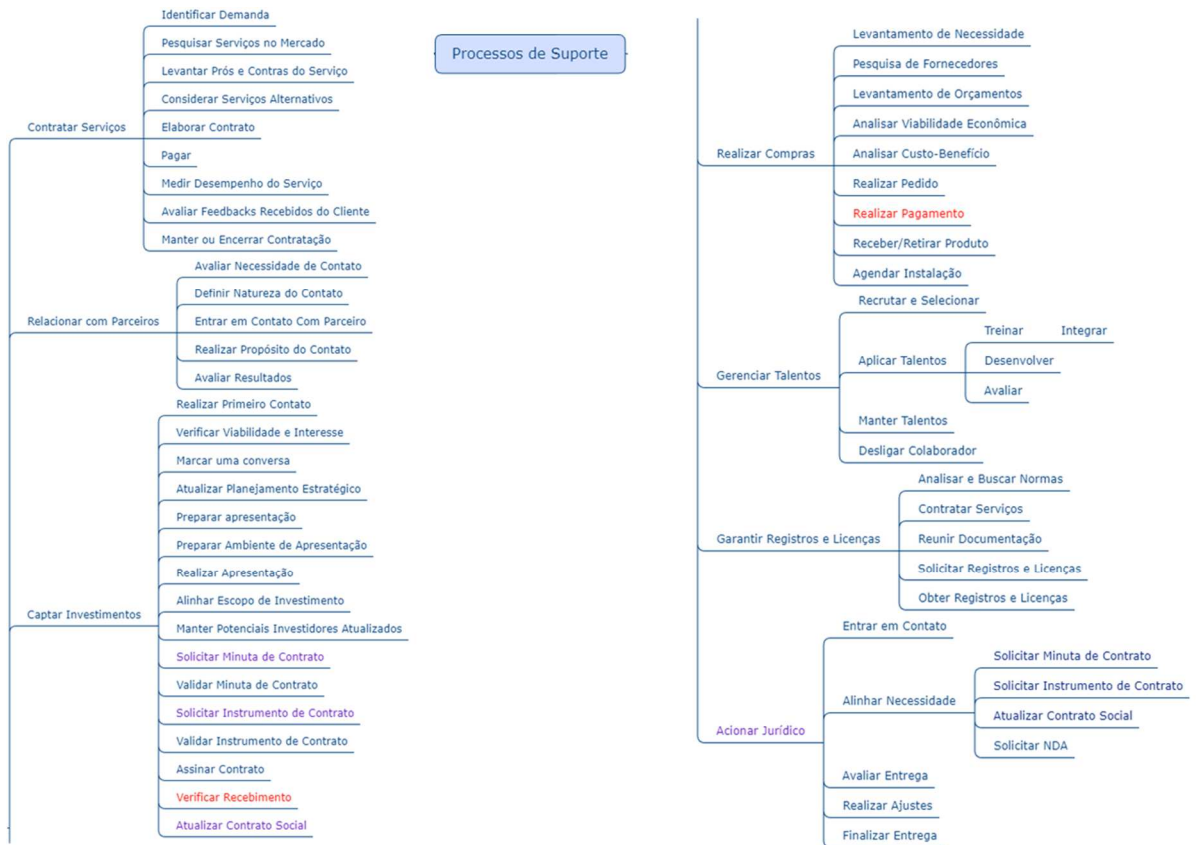 Processos de Suporte
Contratar Serviços
Identificar Demanda
Pesquisar Serviços no Mercado
Levantar Prós e Contras do Serviço
Considerar Serviços Alternativos
Elaborar Contrato
Pagar
Medir Desempenho do Serviço
Avaliar Feedbacks Recebidos do Cliente
Manter ou Encerrar Contratação
Relacionar com Parceiros
Avaliar Necessidade de Contato
Definir Natureza do Contato
Entrar em Contato Com Parceiro
Realizar Propósito do Contato
Avaliar Resultados
Captar Investimentos
Realizar Primeiro Contato
Verificar Viabilidade e Interesse
Marcar uma conversa
Atualizar Planejamento Estratégico
Preparar apresentação
Preparar Ambiente de Apresentação
Realizar Apresentação
Alinhar Escopo de Investimento
Manter Potenciais Investidores Atualizados
Solicitar Minuta de Contrato
Validar Minuta de Contrato
Solicitar Instrumento de Contrato
Validar Instrumento de Contrato
Assinar Contrato
Verificar Recebimento
Atualizar Contrato Social
Realizar Compras
Levantamento de Necessidade
Pesquisa de Fornecedores
Levantamento de Orçamentos
Analisar Viabilidade Econômica
Analisar Custo-Benefício
Realizar Pedido
Realizar Pagamento
Receber/Retirar Produto
Agendar Instalação
Gerenciar Talentos
Recrutar e Selecionar
Aplicar Talentos
Treinar
Integrar
Desenvolver
Avaliar
Manter Talentos
Desligar Colaborador
Garantir Registros e Licenças
Analisar e Buscar Normas
Contratar Serviços
Reunir Documentação
Solicitar Registros e Licenças
Obter Registros e Licenças
Acionar Jurídico
Entrar em Contato
Alinhar Necessidade
Solicitar Minuta de Contrato
Solicitar Instrumento de Contrato
Atualizar Contrato Social
Solicitar NDA
Avaliar Entrega
Realizar Ajustes
Finalizar Entrega